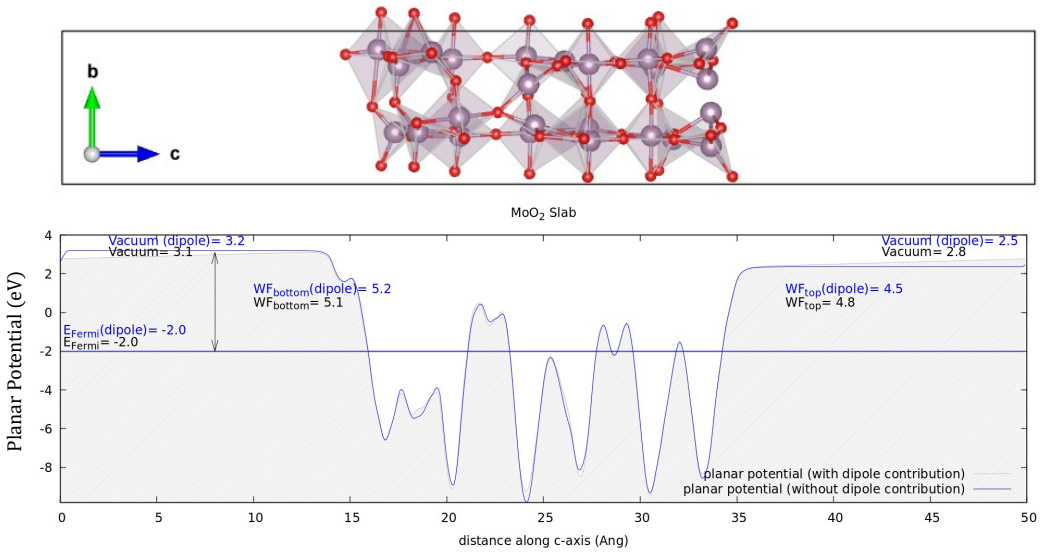 b
c
MoO2 Slab
Planar Potential (eV)
4
2
0
-2
-4
-6
-8
Vacuum (dipole)= 3.2
Vacuum= 3.1
Vacuum (dipole)= 2.5
Vacuum= 2.8
WFbottom(dipole)= 5.2
WFbottom= 5.1
WFtop(dipole)= 4.5
WFtop= 4.8
EFermi(dipole)= -2.0
EFermi= -2.0
planar potential (with dipole contribution)
planar potential (without dipole contribution)
0 5 10 15 20 25 30 35 40 45 50
distance along c-axis (Ang)